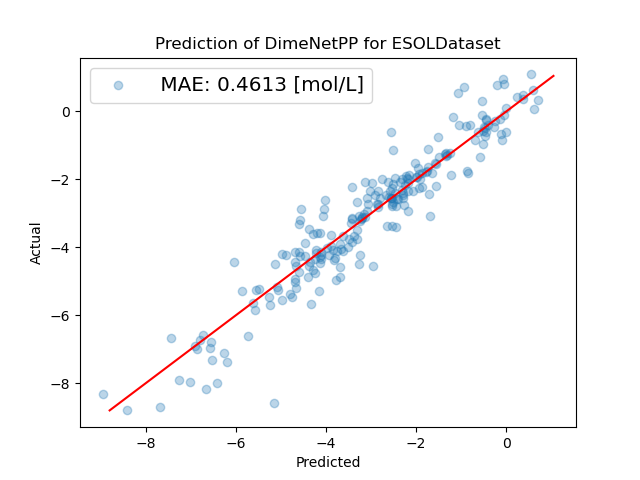 Prediction of DimeNetPP for ESOLDataset
MAE: 0.4613 [mol/L]
0
−2
−4
−6
−8
Actual
−8 −6 −4 −2 0
Predicted